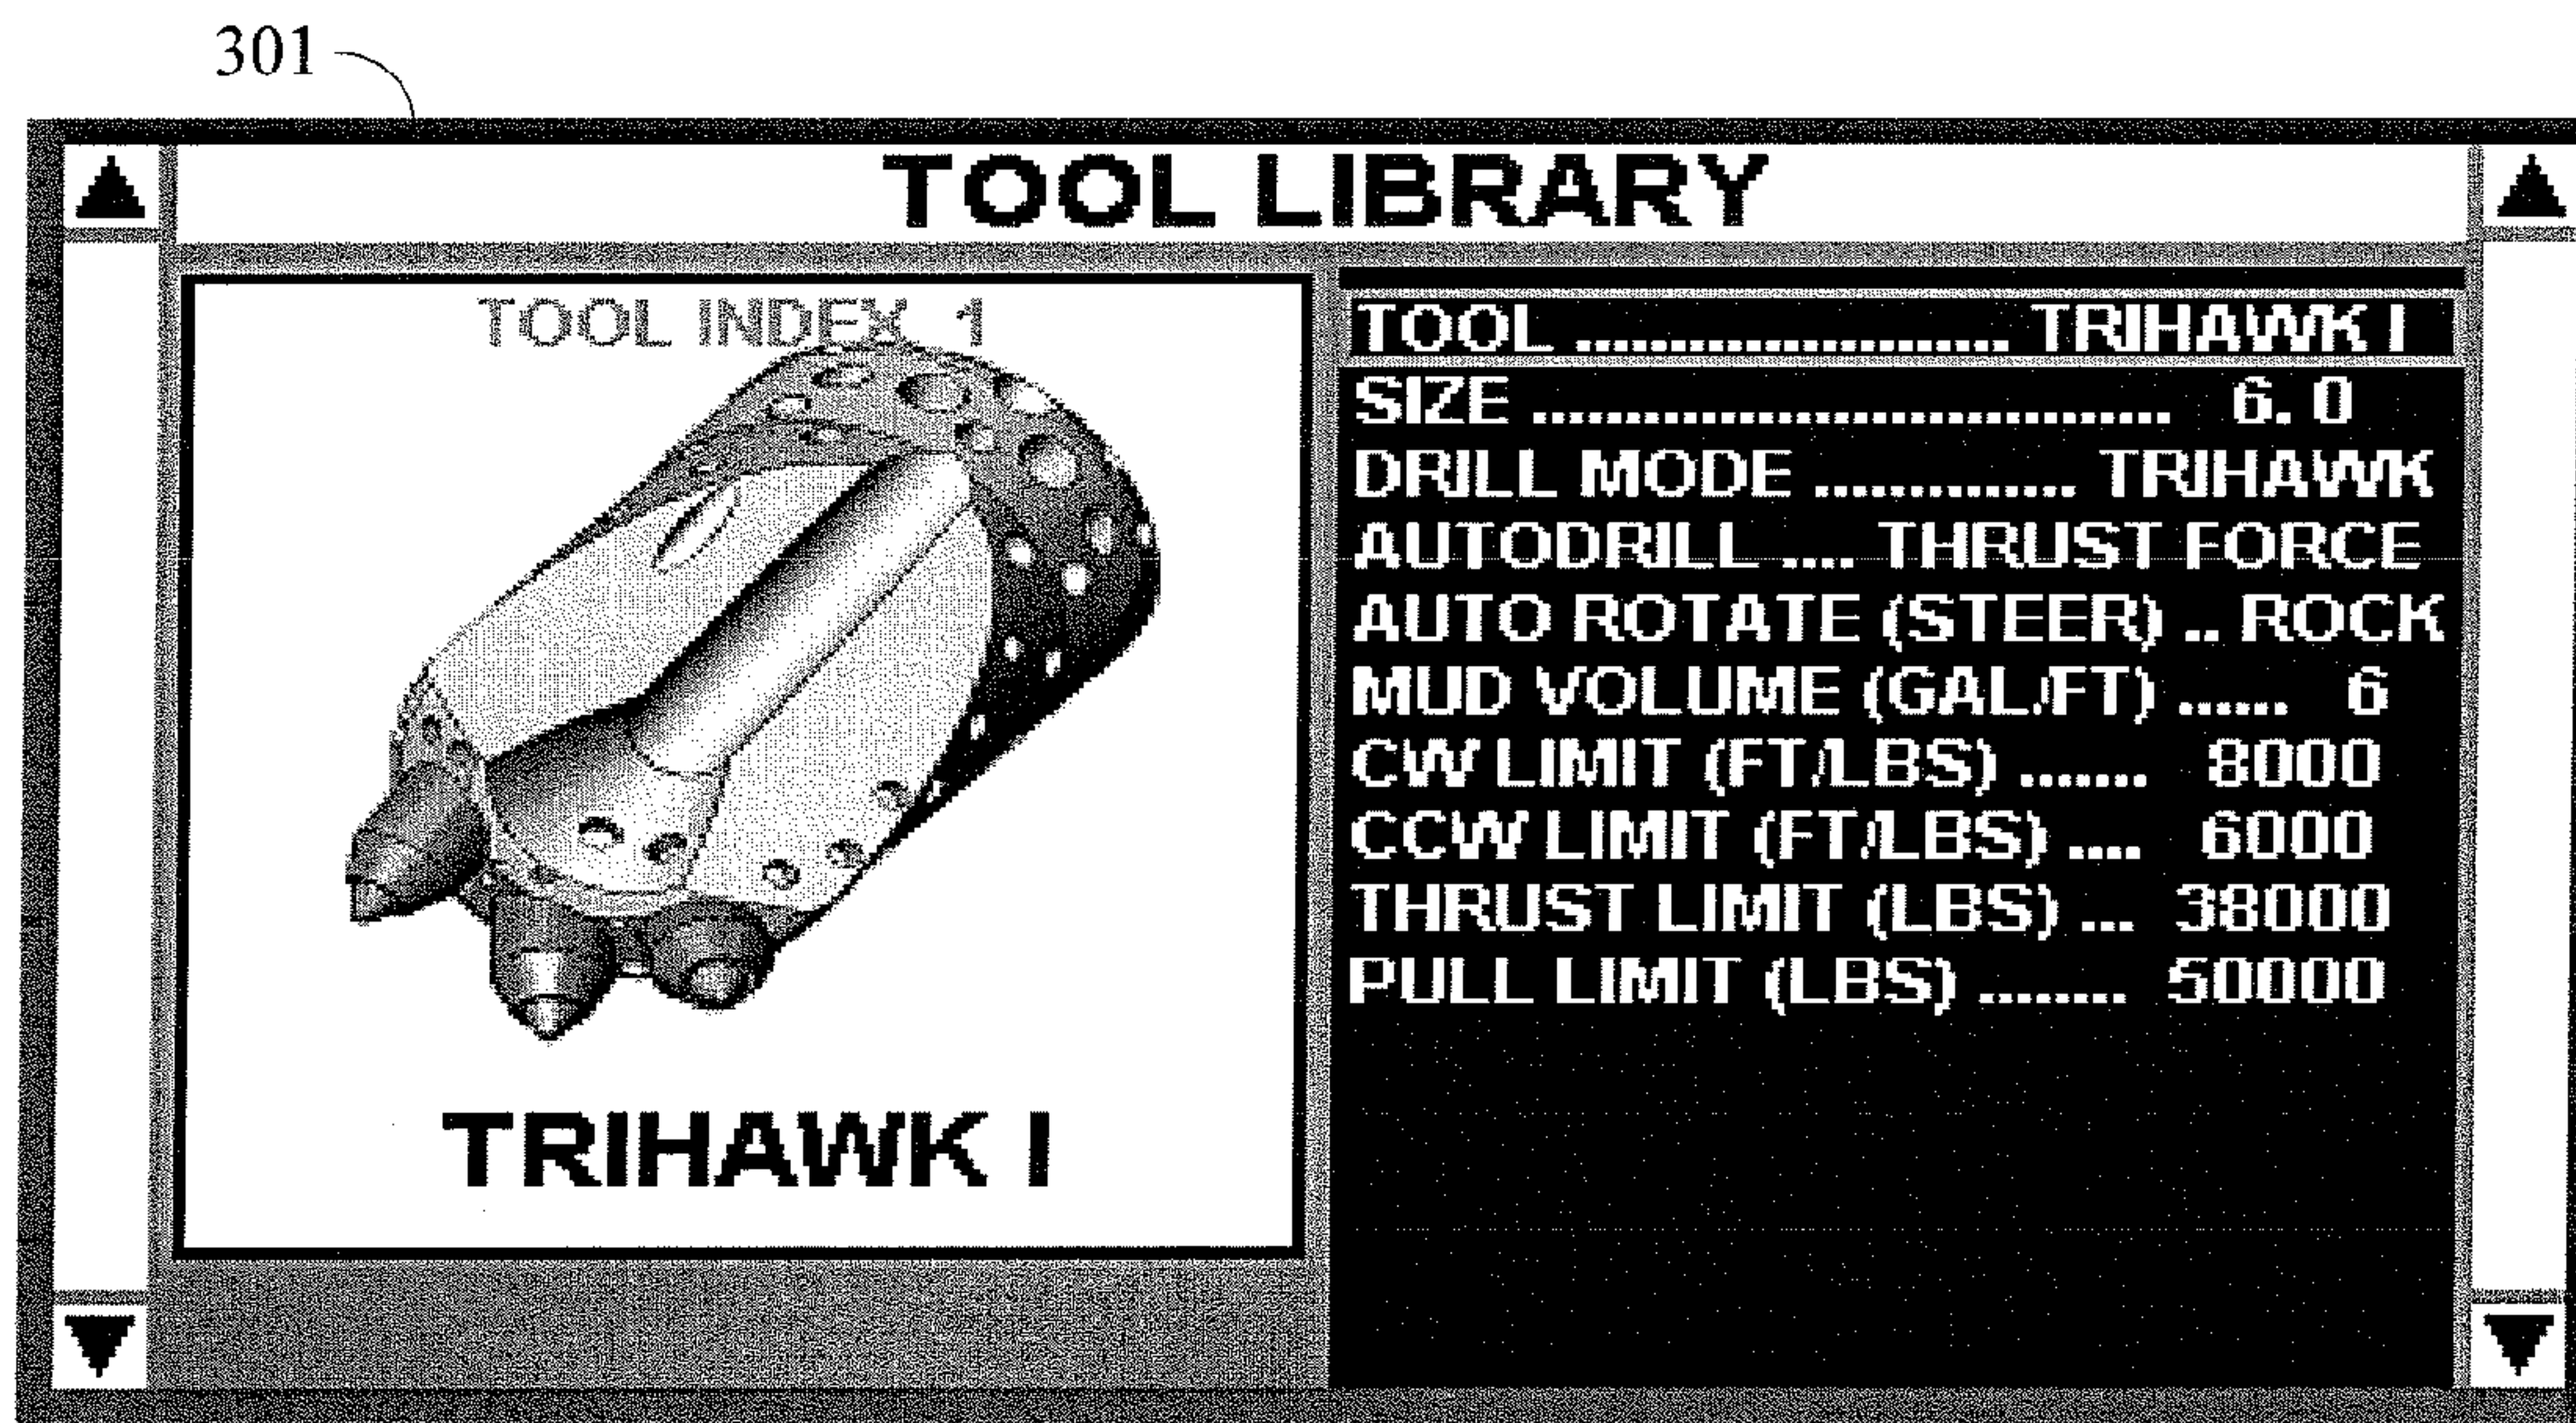 301
TOOL LIBRARY
TOOL INDEX 1
TRIHAWK I
TOOL ...................... TRIHAWK I
SIZE ................................. 6.0
DRILL MODE .............. TRIHAWK
AUTODRILL .... THRUST FORCE
AUTO ROTATE (STEER) .. ROCK
MUD VOLUME (GAL/FT) ...... 6
CW LIMIT (FT/LBS) ....... 8000
CCW LIMIT (FT/LBS) .... 6000
THRUST LIMIT (LBS) ... 38000
PULL LIMIT (LBS) ........ 50000